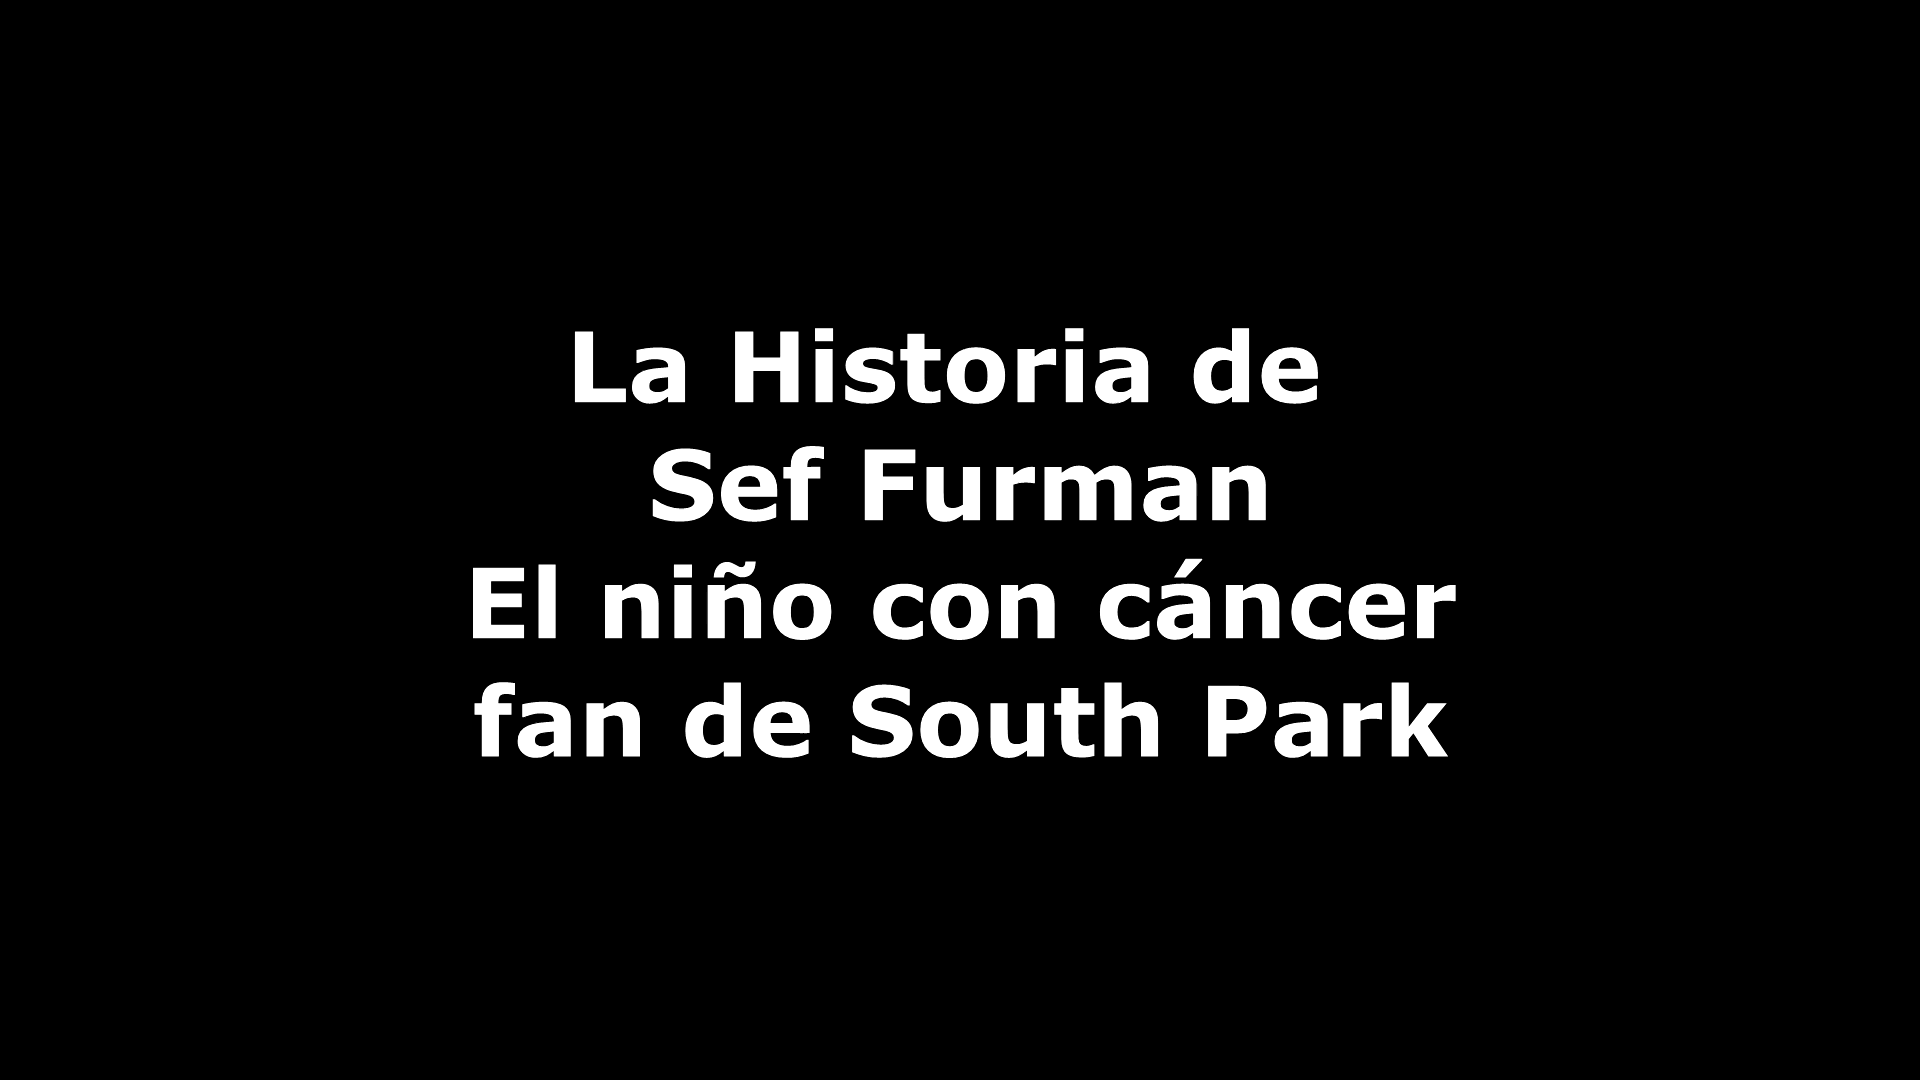 La Historia de
Sef Furman
El niño con cáncer
fan de South Park